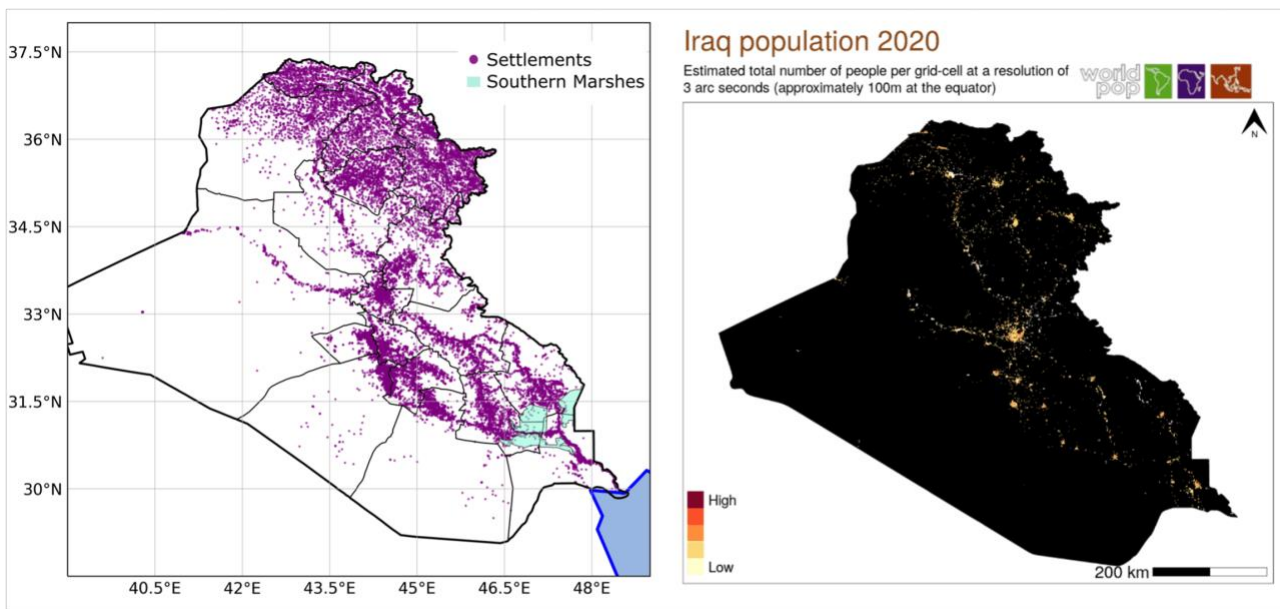 37.5°N
36°N
34.5°N
33°N
31.5°N
30°N
40.5°E
42°E
43.5°E
45°E
46.5°E
48°E
Settlements
Southern Marshes
Iraq population 2020
Estimated total number of people per grid-cell at a resolution of
3 arc seconds (approximately 100m at the equator)
world
pop
N
High
Low
200 km